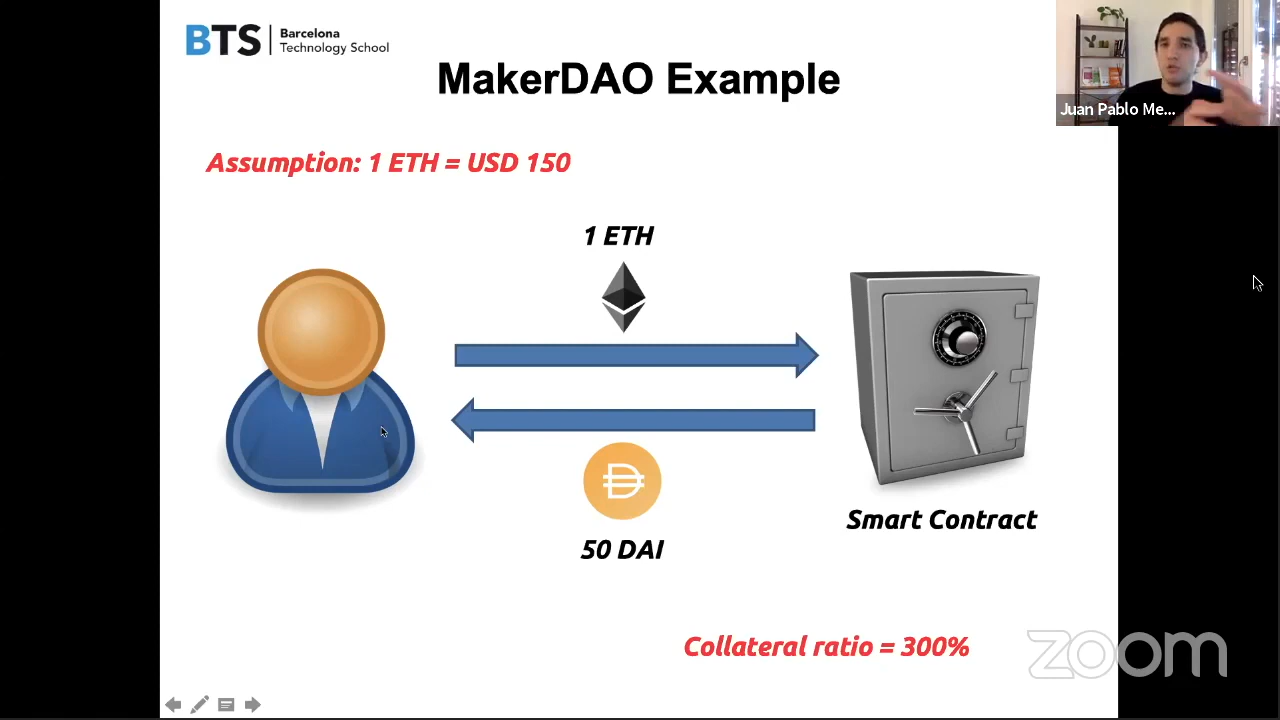 BTS
Barcelona
Technology School
MakerDAO Example
Juan Pablo Me...
Assumption: 1 ETH = USD 150
1 ETH
50 DAI
Smart Contract
Collateral ratio = 300%
zoom